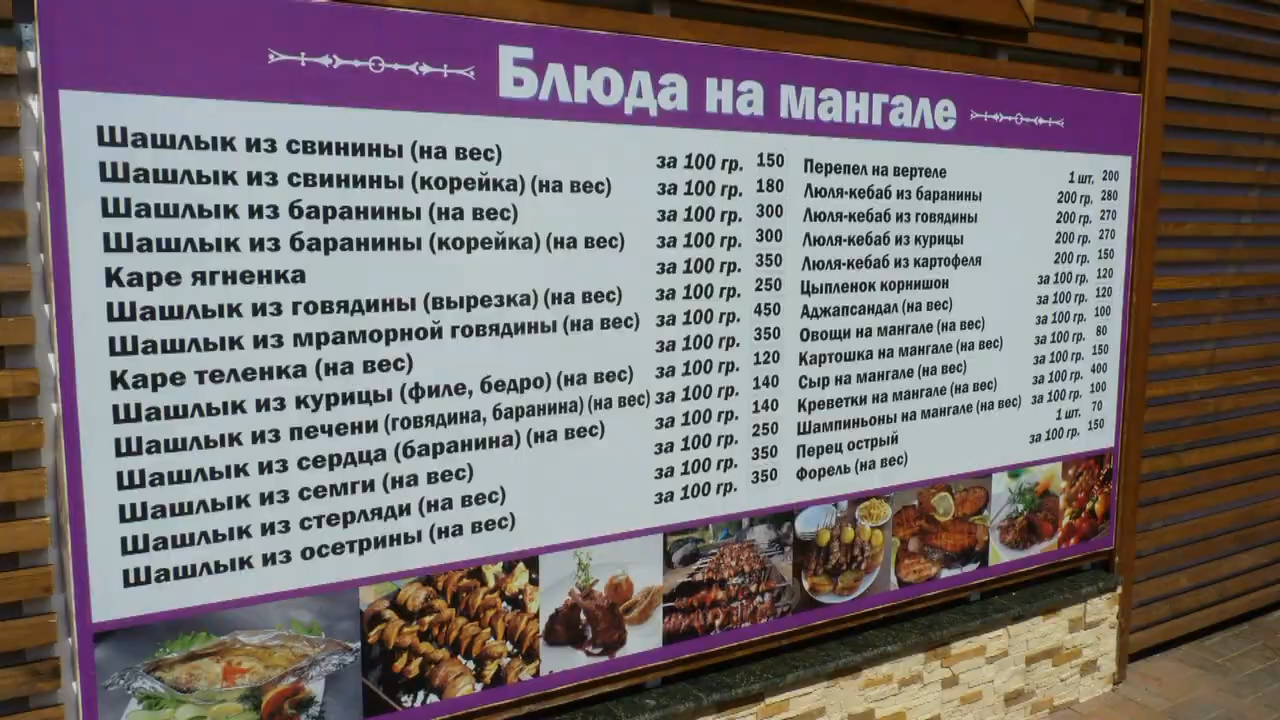 Блюда на мангале
Шашлык из свинины (на вес) за 100 гр. 150
Шашлык из свинины (корейка) (на вес) за 100 гр. 180
Шашлык из баранины (на вес) за 100 гр. 300
Шашлык из баранины (корейка) (на вес) за 100 гр. 300
Каре ягненка за 100 гр. 350
Шашлык из говядины (вырезка) (на вес) за 100 гр. 250
Шашлык из мраморной говядины (на вес) за 100 гр. 450
Каре теленка (на вес) за 100 гр. 350
Шашлык из курицы (филе, бедро) (на вес) за 100 гр. 120
Шашлык из печени (говядина, баранина) (на вес) за 100 гр. 140
Шашлык из сердца (баранина) (на вес) за 100 гр. 140
Шашлык из семги (на вес) за 100 гр. 250
Шашлык из стерляди (на вес) за 100 гр. 350
Шашлык из осетрины (на вес) за 100 гр. 350
Перепел на вертеле 1 шт, 200
Люля-кебаб из баранины 200 гр. 280
Люля-кебаб из говядины 200 гр. 270
Люля-кебаб из курицы 200 гр. 270
Люля-кебаб из картофеля 200 гр. 150
Цыпленок корнишон за 100 гр. 120
Аджапсандал (на вес) за 100 гр. 120
Овощи на мангале (на вес) за 100 гр. 100
Картошка на мангале (на вес) за 100 гр. 80
Сыр на мангале (на вес) за 100 гр. 150
Креветки на мангале (на вес) за 100 гр. 400
Шампиньоны на мангале (на вес) за 100 гр. 100
Перец острый 1 шт. 70
Форель (на вес) за 100 гр. 150